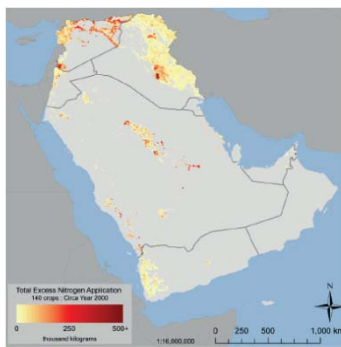 Total Excess Nitrogen Application
140 crops : Circa Year 2000
0 250 500+
thousand kilograms
N
1:16,000,000
0 250 500 1,000 km